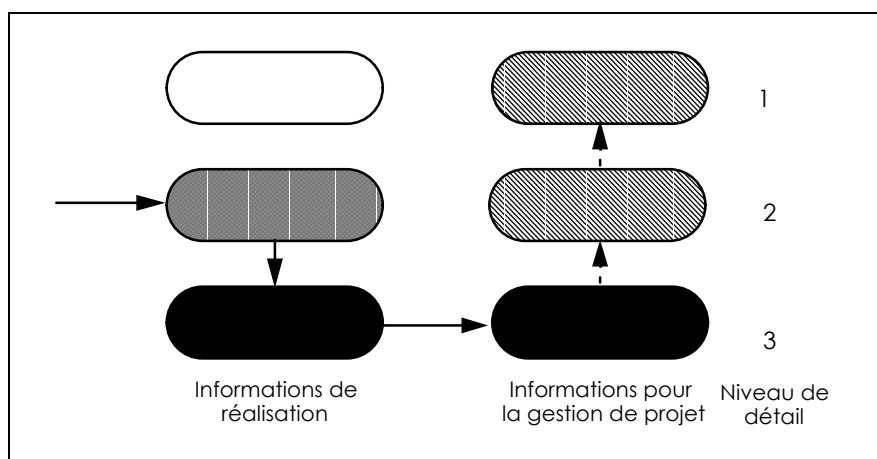 1
2
3
Informations de
réalisation
Informations pour
la gestion de projet
Niveau de
détail